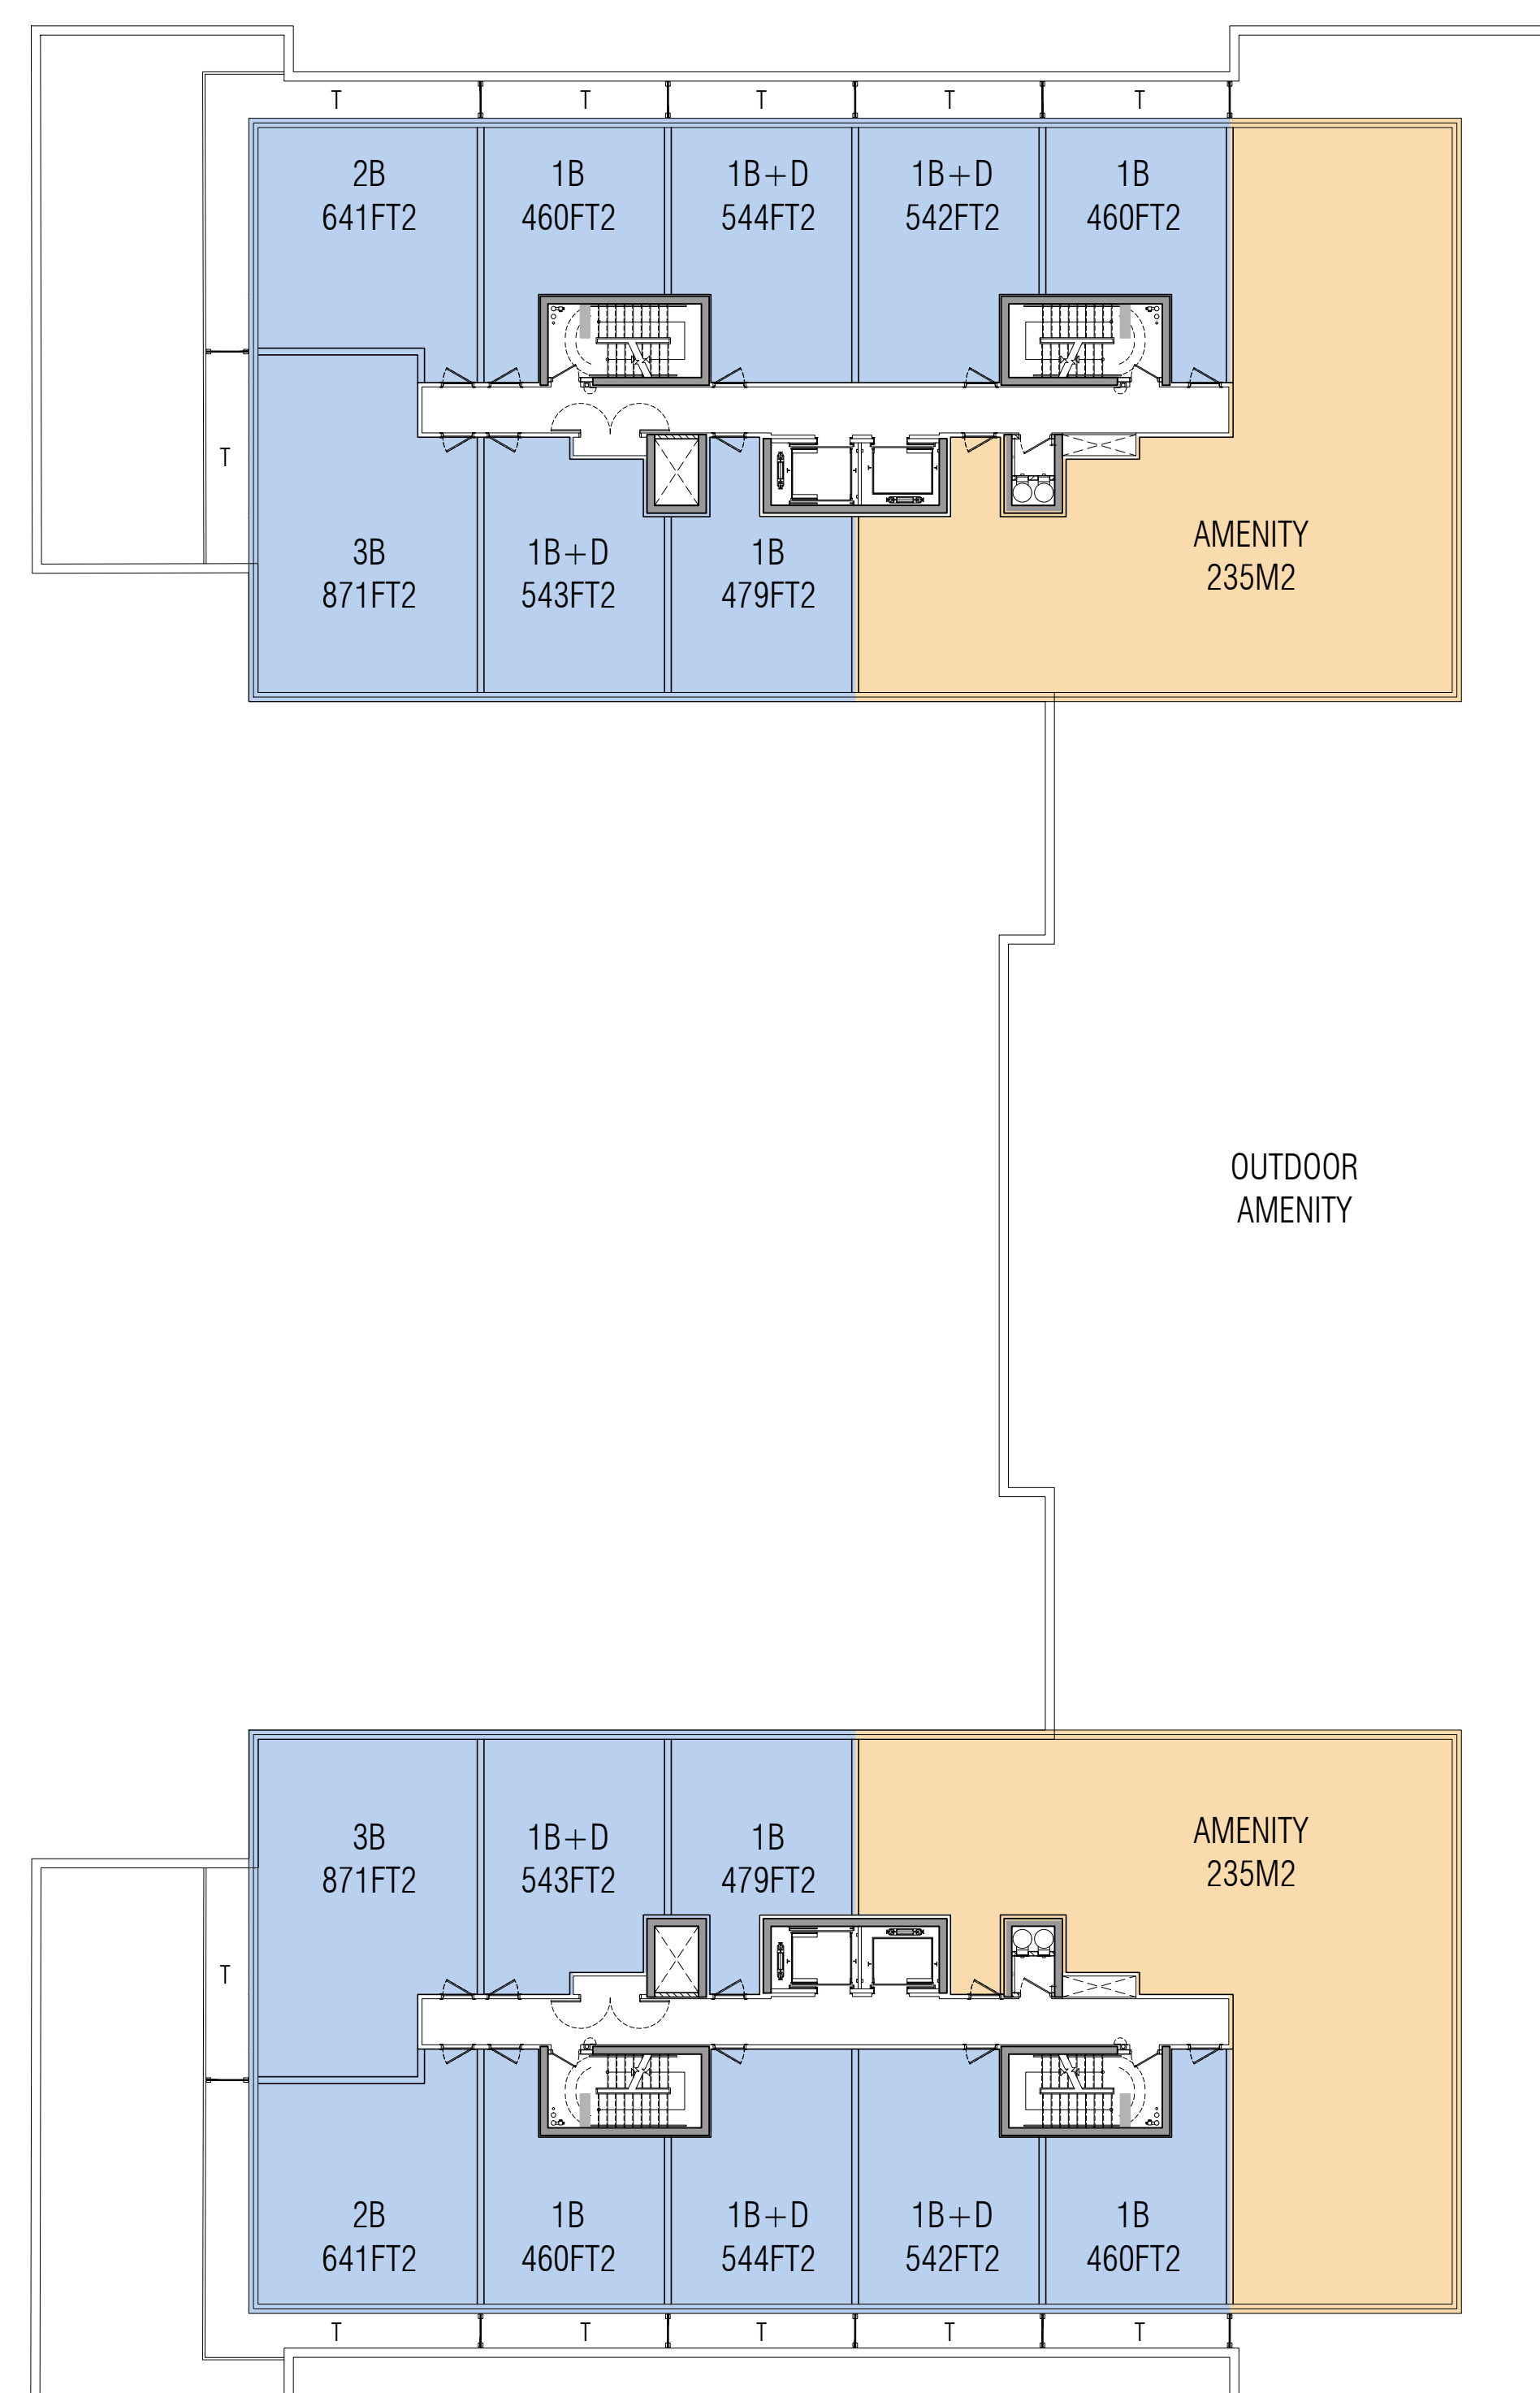 T T T T T
2B
641FT2
1B
460FT2
1B+D
544FT2
1B+D
542FT2
1B
460FT2
T
3B
871FT2
1B+D
543FT2
1B
479FT2
AMENITY
235M2
OUTDOOR
AMENITY
3B
871FT2
1B+D
543FT2
1B
479FT2
AMENITY
235M2
T
2B
641FT2
1B
460FT2
1B+D
544FT2
1B+D
542FT2
1B
460FT2
T T T T T